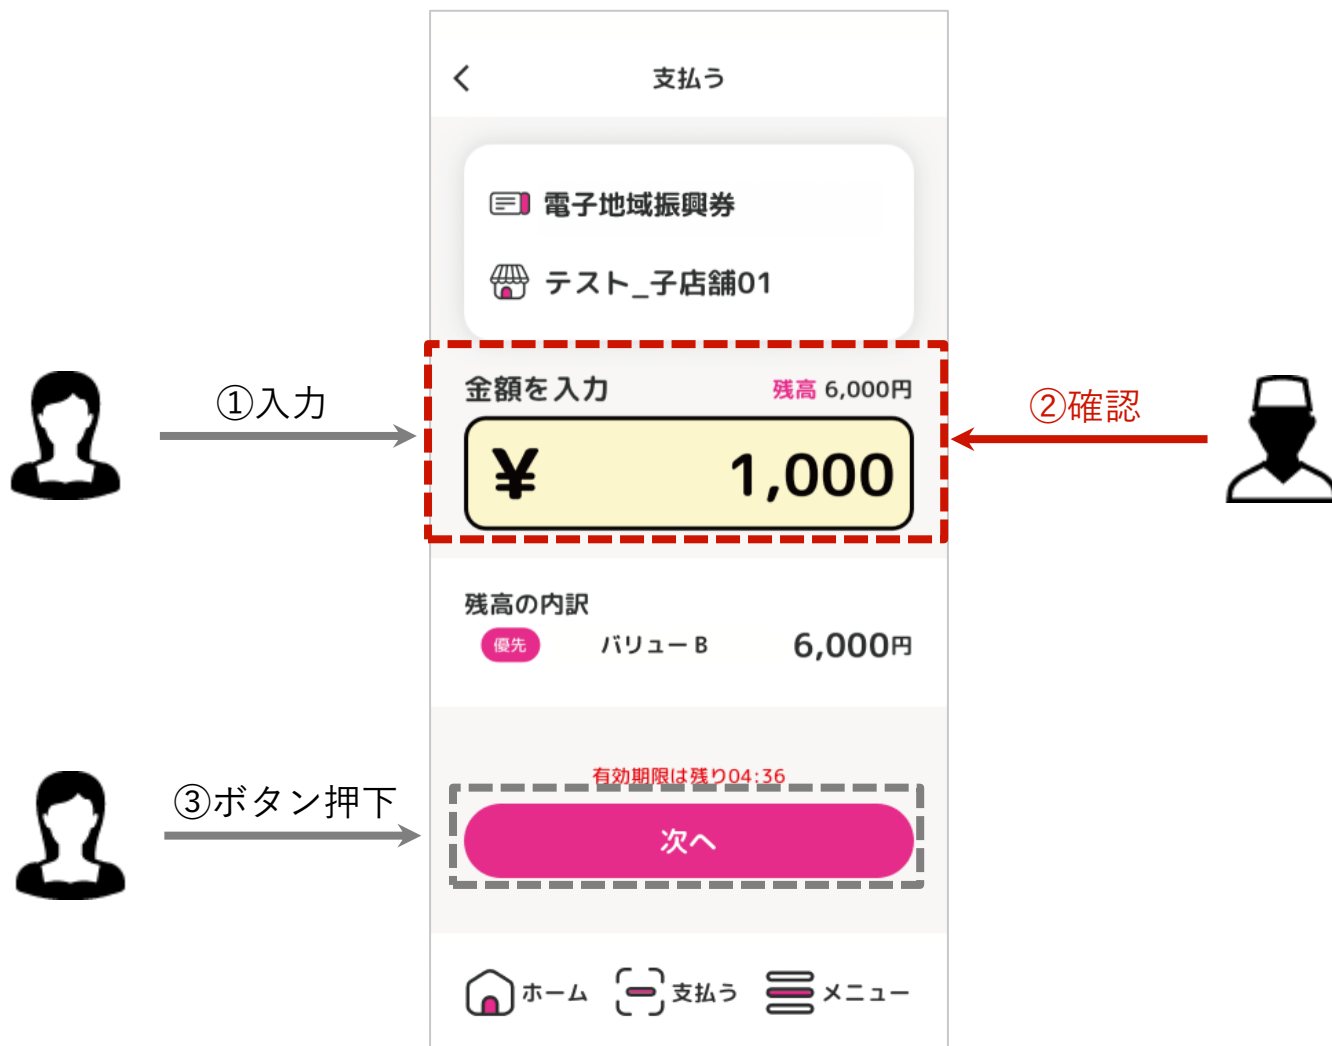 支払う
電子地域振興券
テスト_子店舗01
金額を入力 残高 6,000円
①入力
¥ 1,000
②確認
残高の内訳
優先 バリューB 6,000円
有効期限は残り04:36
③ボタン押下
次へ
ホーム 支払う メニュー